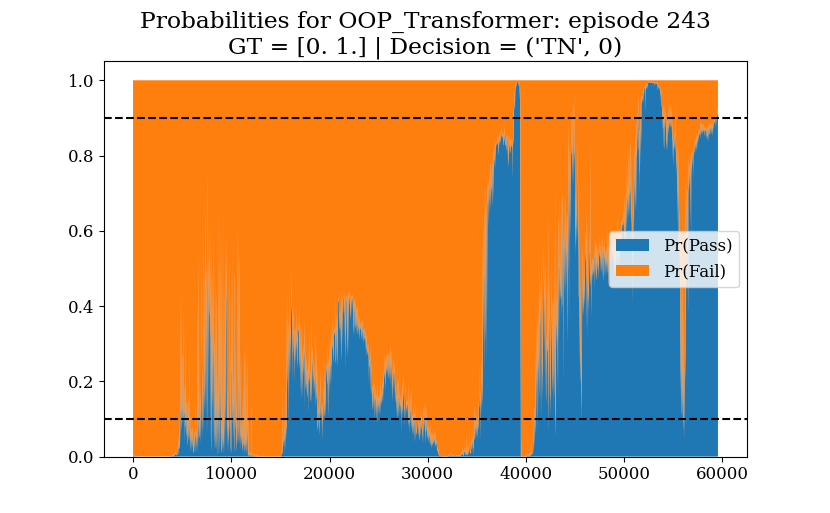 Probabilities for OOP_Transformer: episode 243
GT = [0. 1.] | Decision = ('TN', 0)
1.0
0.8
0.6
0.4
0.2
0.0
Pr(Pass)
Pr(Fail)
0 10000 20000 30000 40000 50000 60000